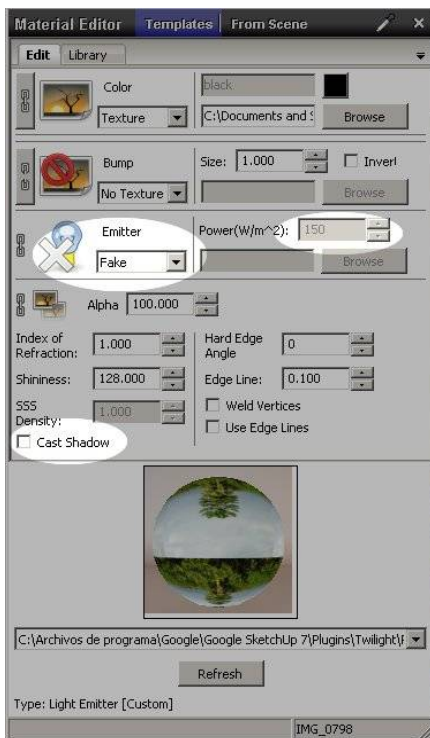 Material Editor Templates From Scene ×
Edit Library
Color black
Texture C:\Documents and S Browse
Bump Size: 1.000 Invert
No Texture Browse
Emitter Power(W/m^2): 150
Fake Browse
Alpha 100.000
Index of Refraction: 1.000 Hard Edge Angle 0
Shininess: 128.000 Edge Line: 0.100
SSS Density: 1.000 Weld Vertices
Use Edge Lines
Cast Shadow
C:\Archivos de programa\Google\Google SketchUp 7\Plugins\Twilight\
Refresh
Type: Light Emitter [Custom]
IMG_0798